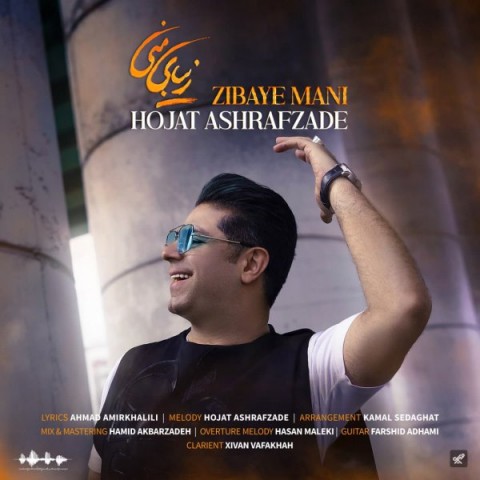 زیبای منی
ZIBAYE MANI
HOJAT ASHRAFZADE
LYRICS AHMAD AMIRKHALILI | MELODY HOJAT ASHRAFZADE | ARRANGEMENT KAMAL SEDAGHAT
MIX & MASTERING HAMID AKBARZADEH | OVERTURE MELODY HASAN MALEKI | GUITAR FARSHID ADHAMI
CLARIENT XIVAN VAFAKHAH